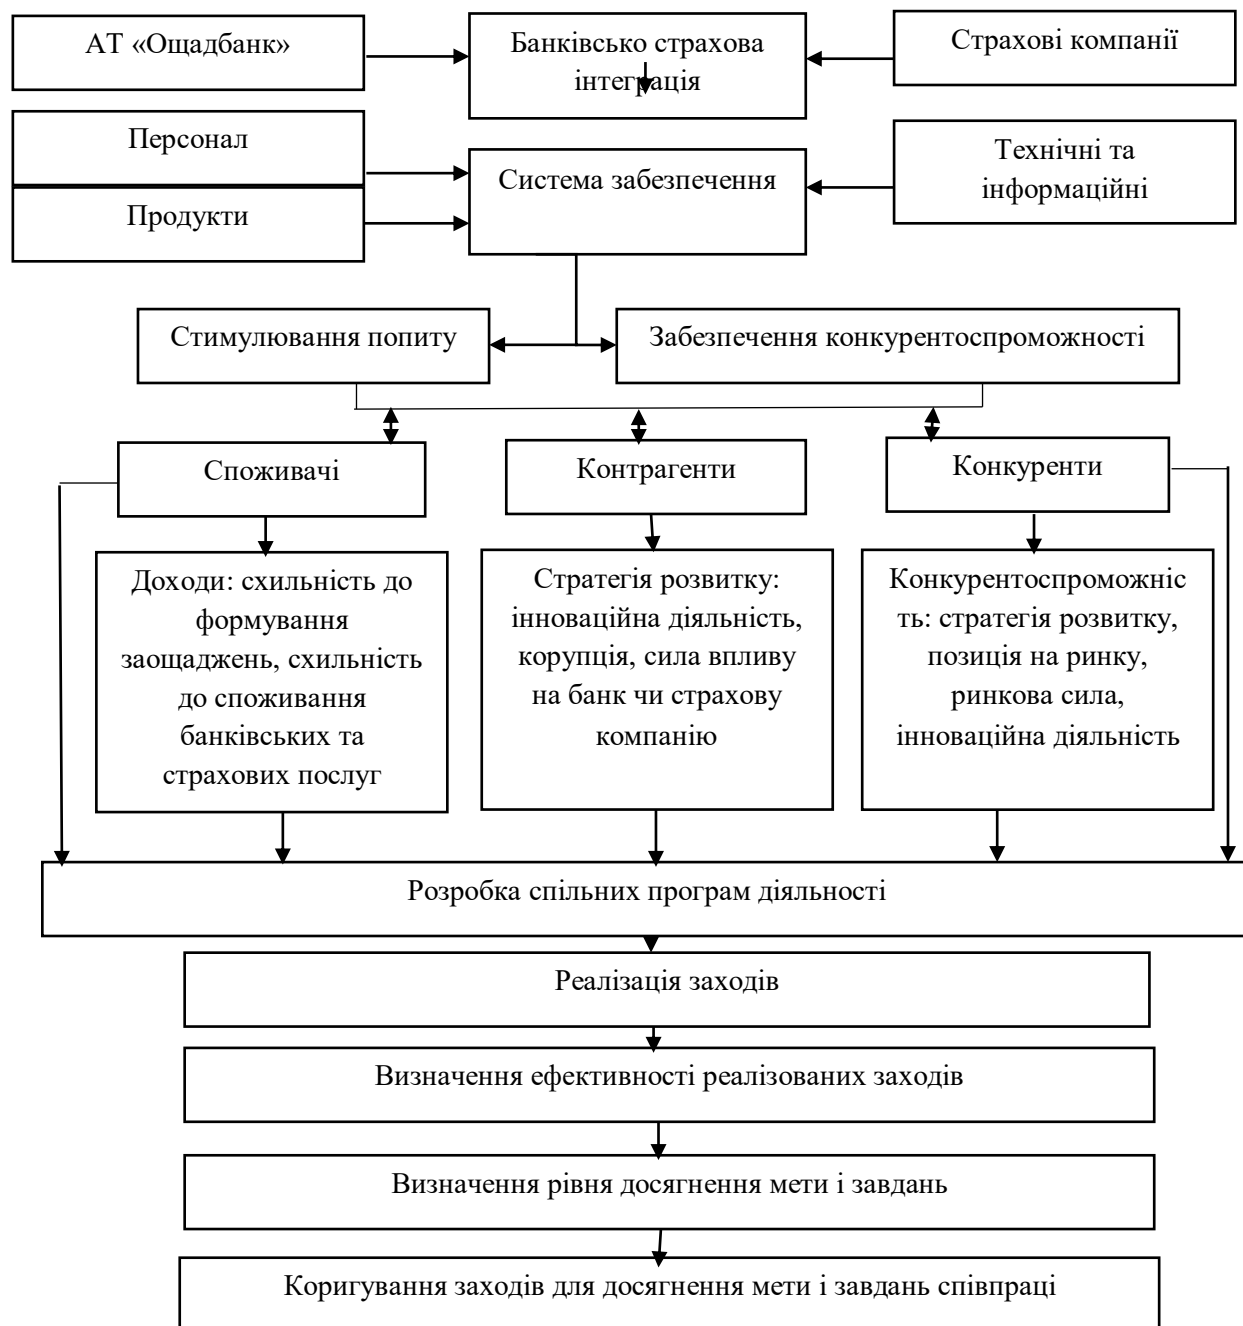 АТ «Ощадбанк»
Банківсько страхова
інтеграція
Страхові компанії
Персонал
Продукти
Система забезпечення
Технічні та
інформаційні
Стимулювання попиту
Забезпечення конкурентоспроможності
Споживачі
Контрагенти
Конкуренти
Доходи: схильність до
формування
заощаджень, схильність
до споживання
банківських та
страхових послуг
Стратегія розвитку:
інноваційна діяльність,
корупція, сила впливу
на банк чи страхову
компанію
Конкурентоспроможніс
ть: стратегія розвитку,
позиція на ринку,
ринкова сила,
інноваційна діяльність
Розробка спільних програм діяльності
Реалізація заходів
Визначення ефективності реалізованих заходів
Визначення рівня досягнення мети і завдань
Коригування заходів для досягнення мети і завдань співпраці